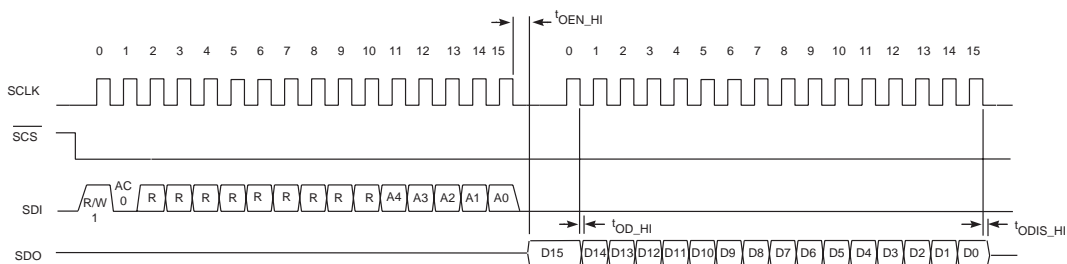 tOEN_HI
0 1 2 3 4 5 6 7 8 9 10 11 12 13 14 15 0 1 2 3 4 5 6 7 8 9 10 11 12 13 14 15
SCLK
SCS
SDI R/W 1 AC 0 R R R R R R R R R A4 A3 A2 A1 A0
tOD_HI tODIS_HI
SDO D15 D14 D13 D12 D11 D10 D9 D8 D7 D6 D5 D4 D3 D2 D1 D0